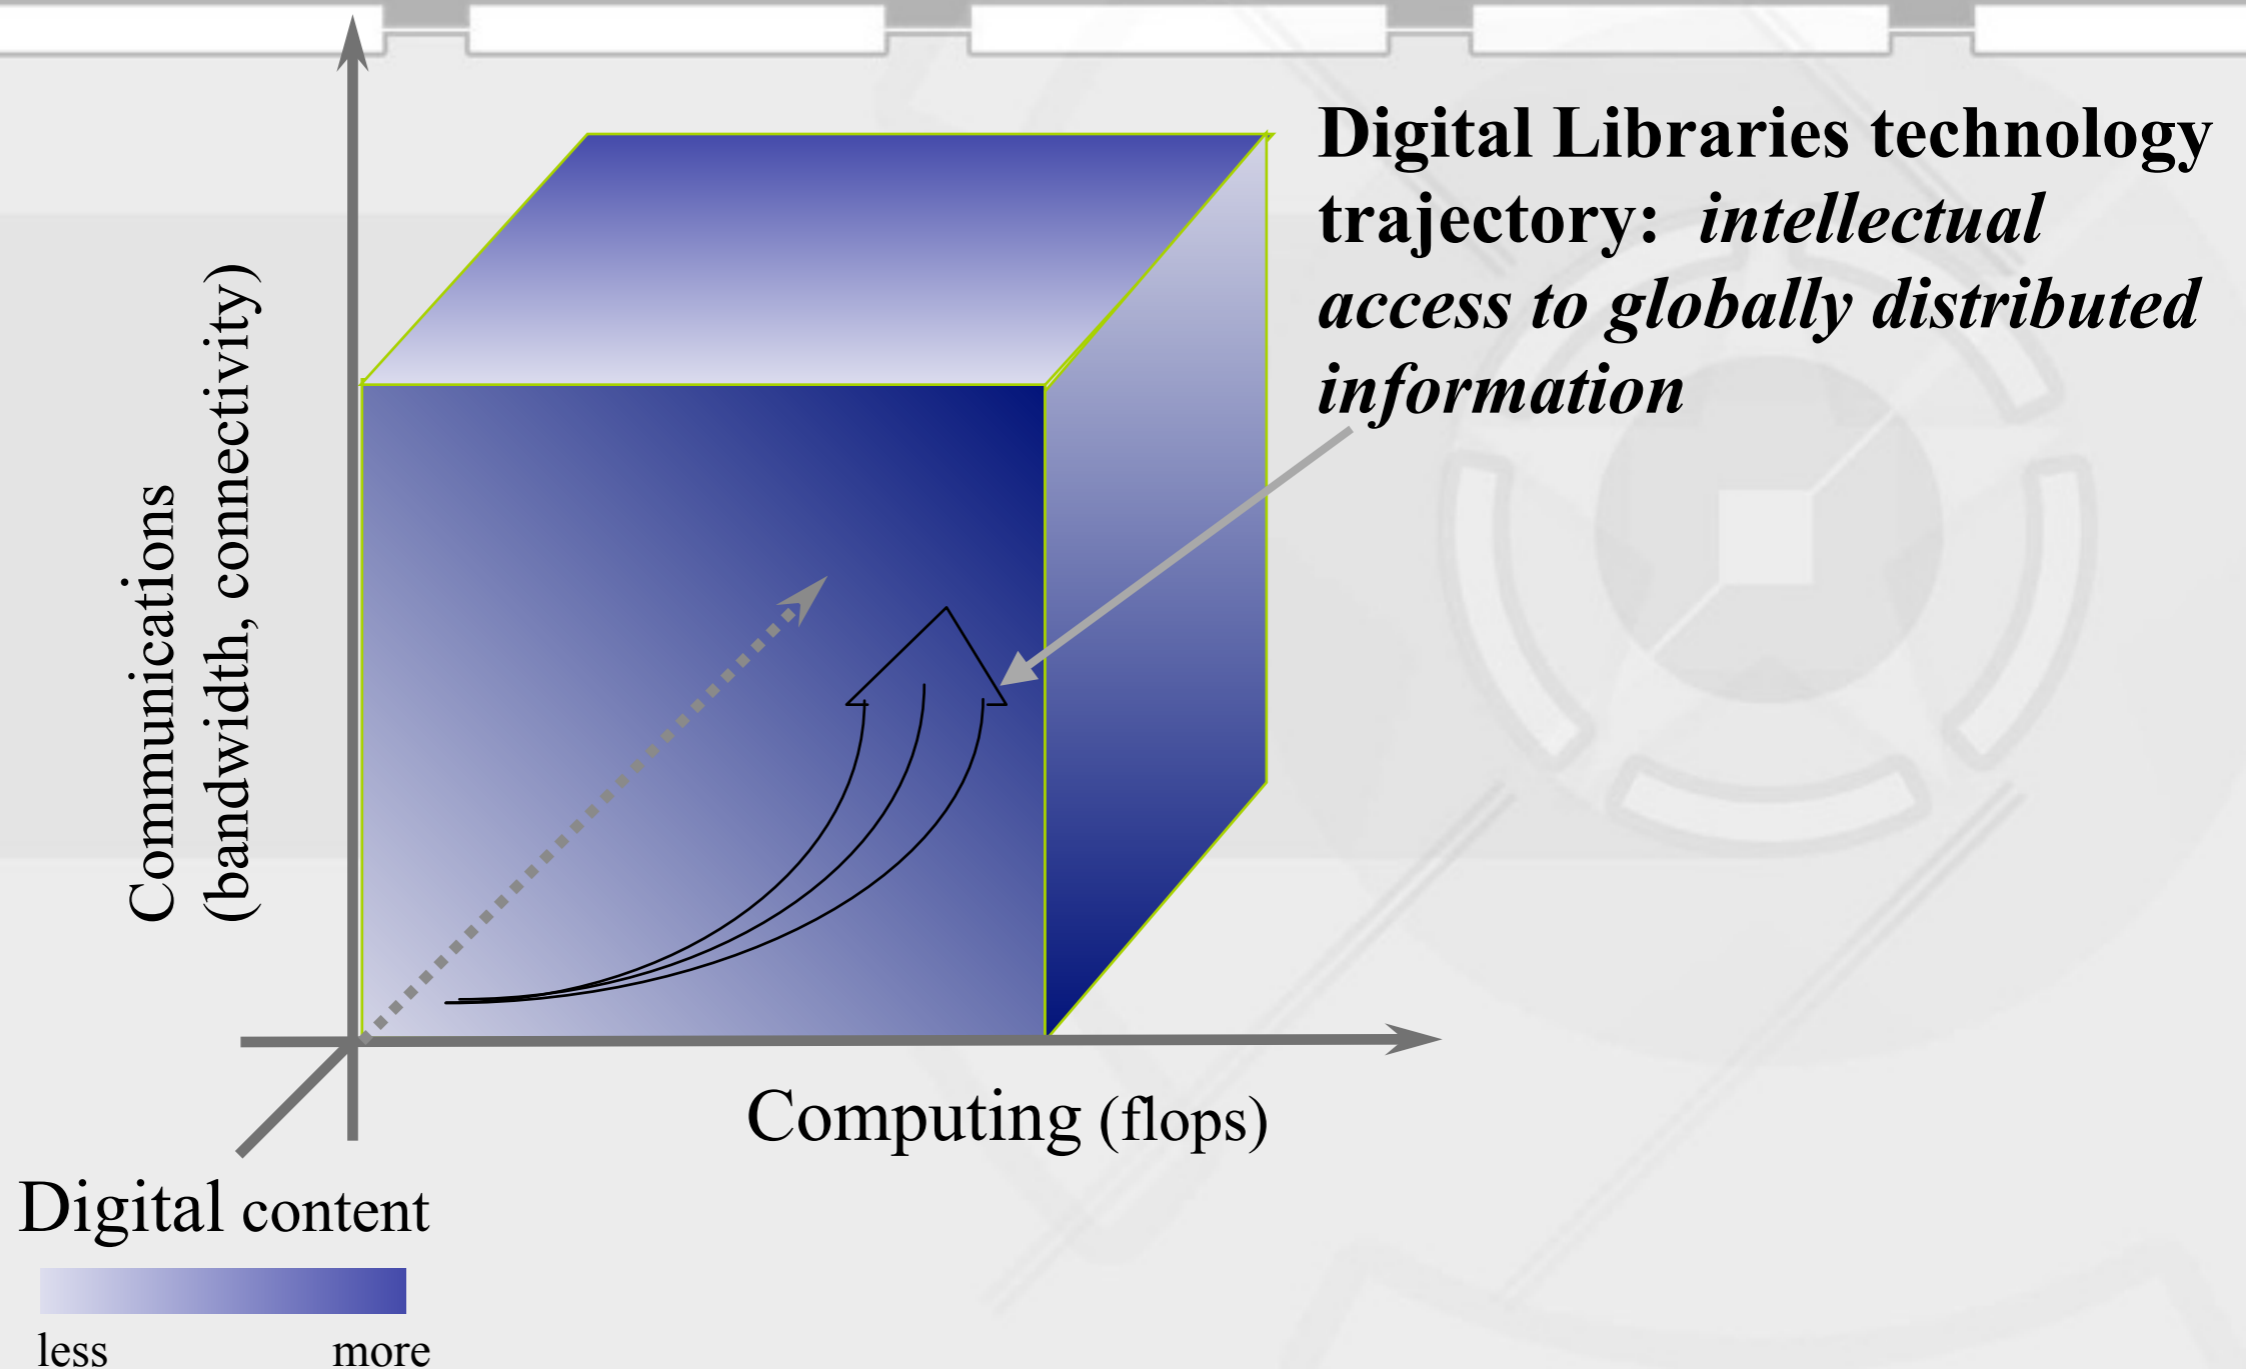 Digital Libraries technology
trajectory: intellectual
access to globally distributed
information
Communications
(bandwidth, connectivity)
Computing (flops)
Digital content
less more